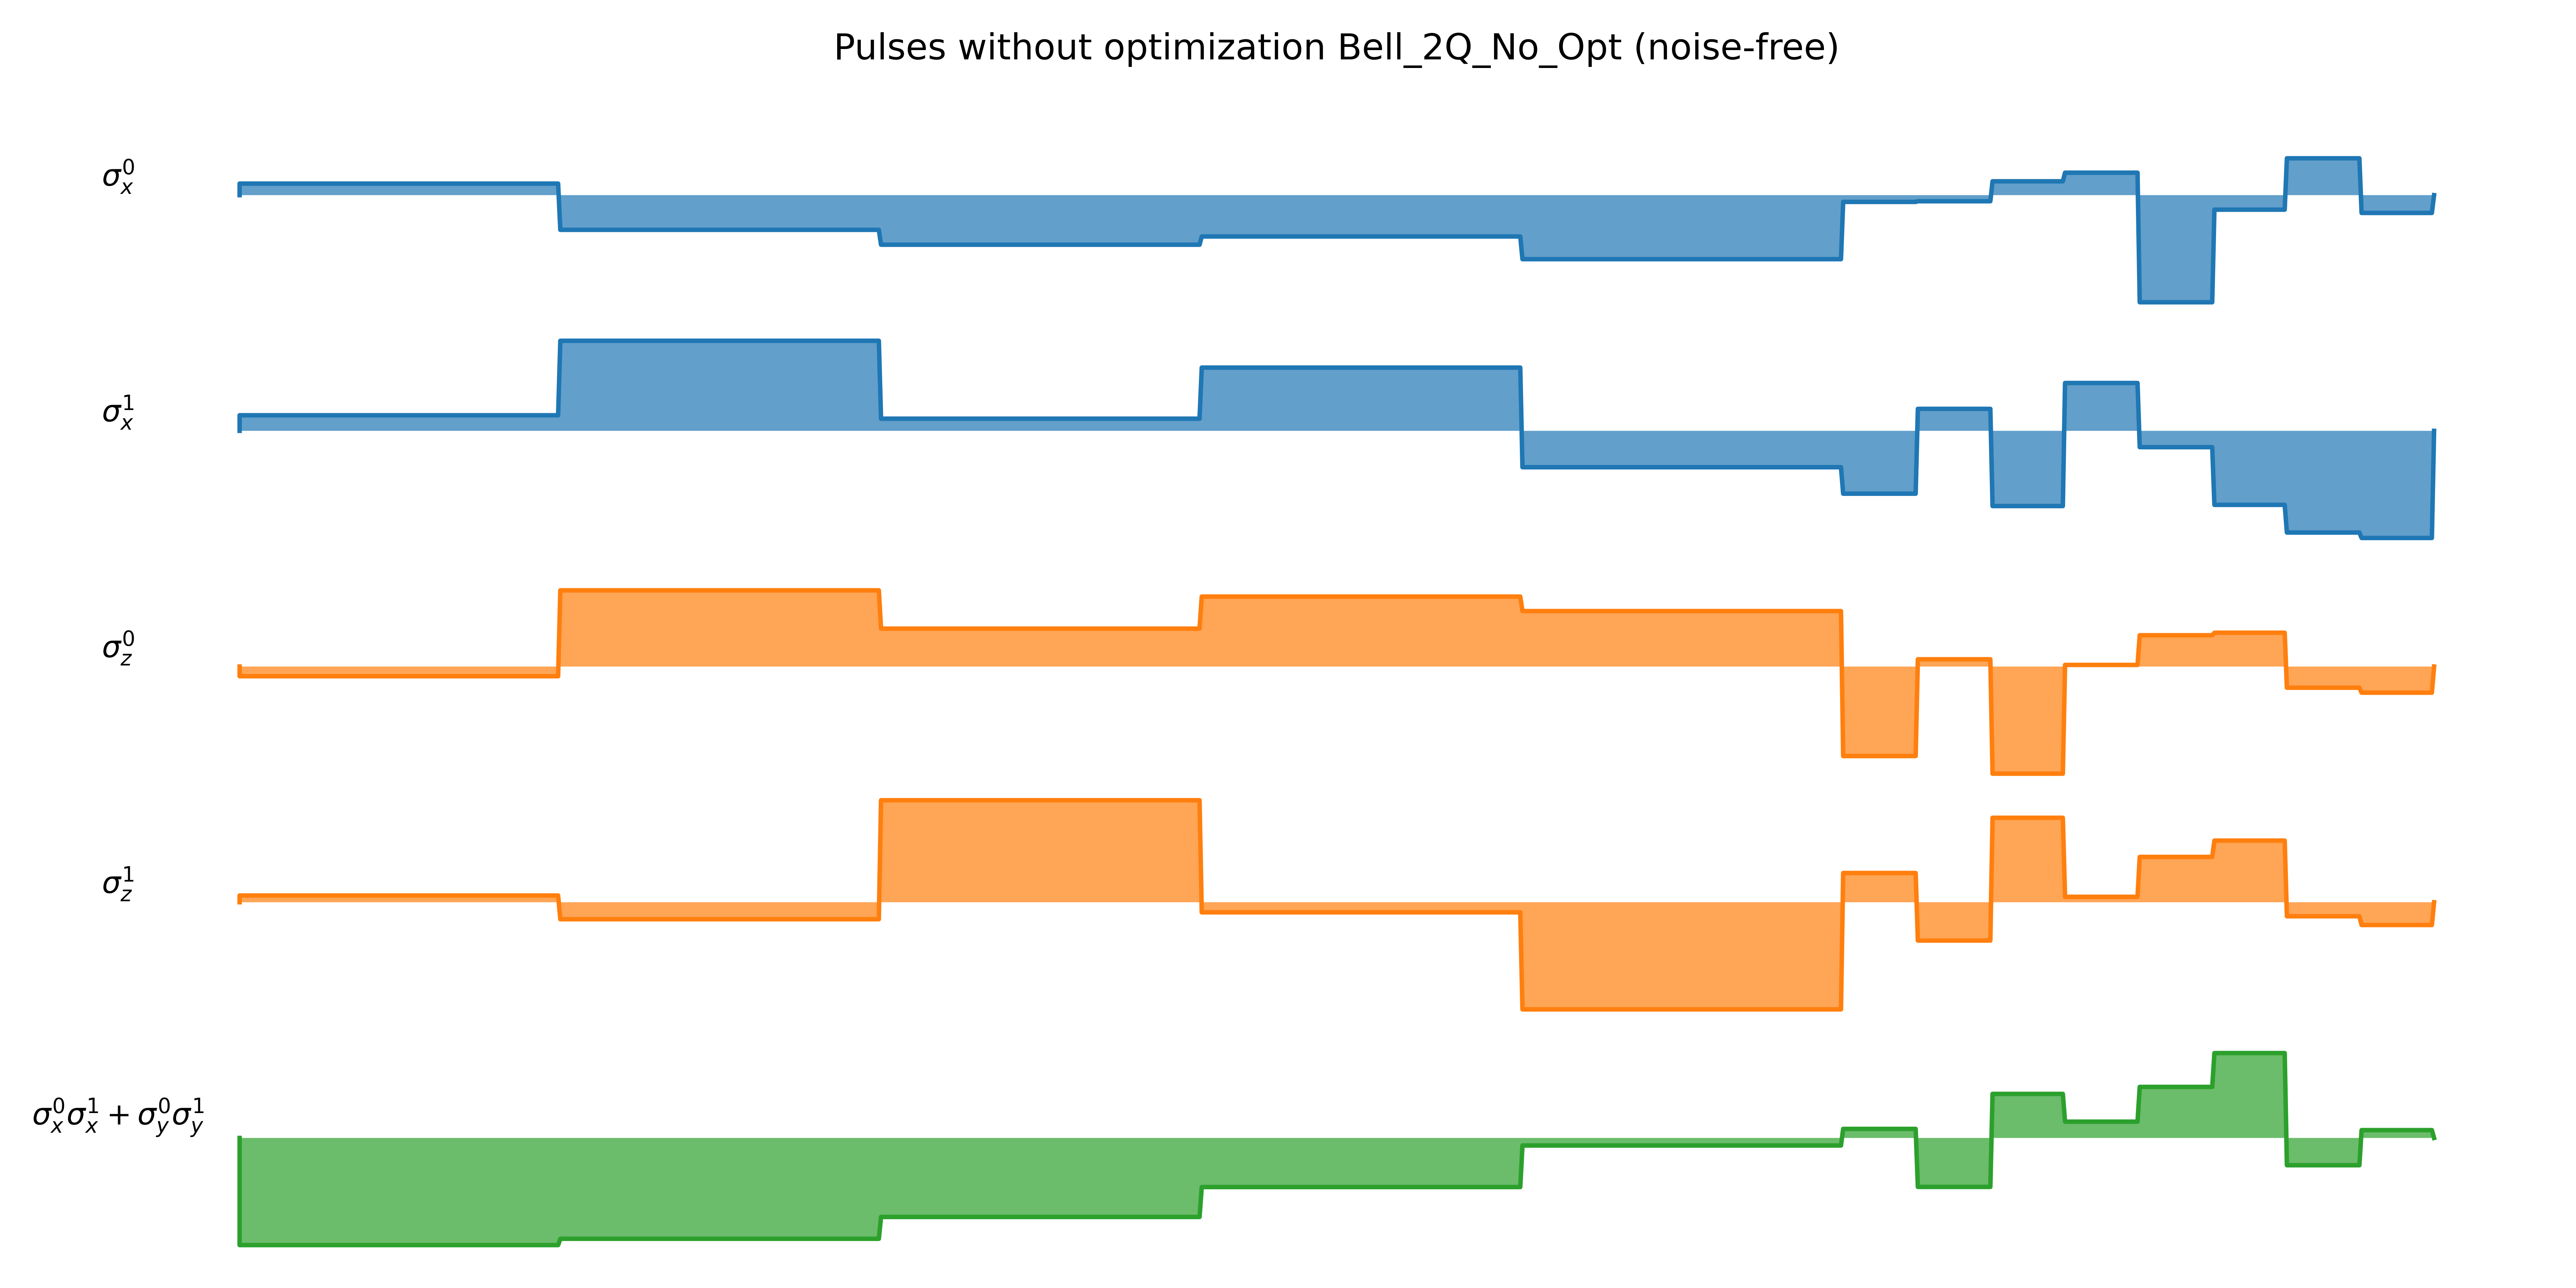 Pulses without optimization Bell_2Q_No_Opt (noise-free)
σ_x^0
σ_x^1
σ_z^0
σ_z^1
σ_x^0σ_x^1 + σ_y^0σ_y^1